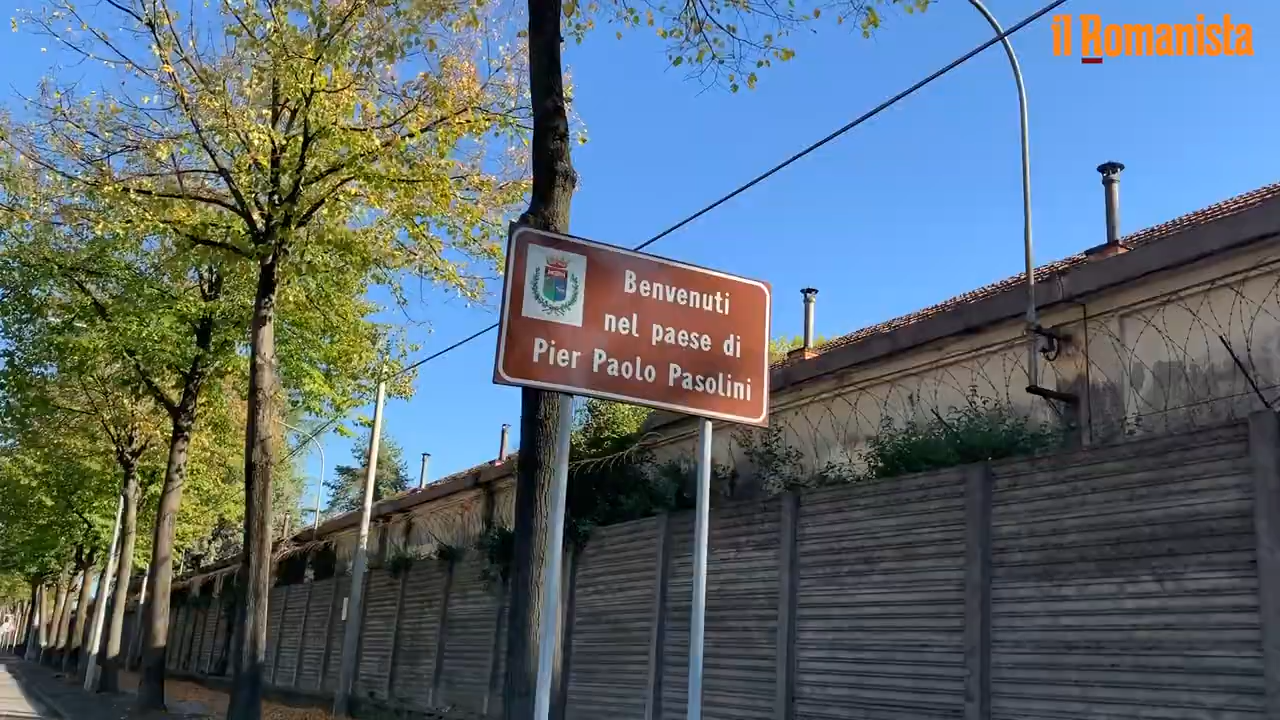 il Romanista
Benvenuti
nel paese di
Pier Paolo Pasolini